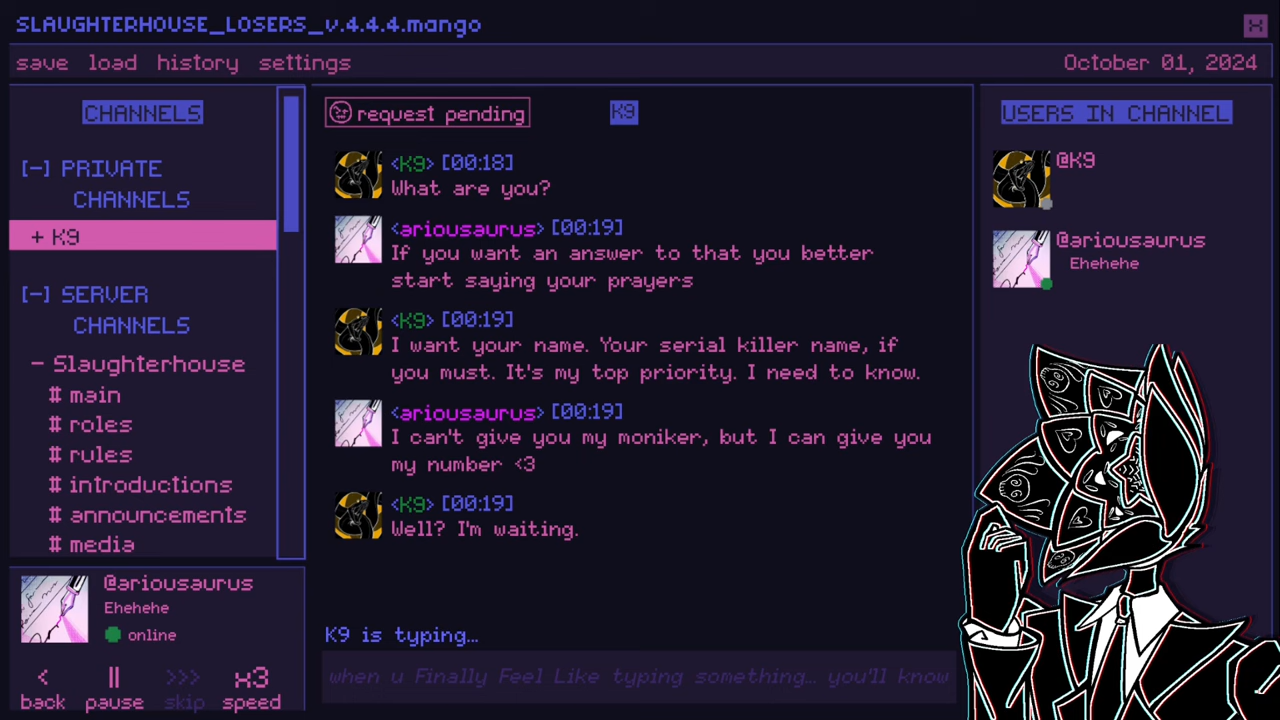 SLAUGHTERHOUSE_LOSERS_v.4.4.4.mango
X
save load history settings
October 01, 2024
CHANNELS
[-] PRIVATE
CHANNELS
+ K9
[-] SERVER
CHANNELS
- Slaughterhouse
# main
# roles
# rules
# introductions
# announcements
# media
@ariousaurus
Ehehehe
online
< || >>> x3
back pause skip speed
request pending
K9
<K9> [00:18]
What are you?
<ariousaurus> [00:19]
If you want an answer to that you better
start saying your prayers
<K9> [00:19]
I want your name. Your serial killer name, if
you must. It's my top priority. I need to know.
<ariousaurus> [00:19]
I can't give you my moniker, but I can give you
my number <3
<K9> [00:19]
Well? I'm waiting.
K9 is typing...
when u Finally Feel Like typing something... you'll know
USERS IN CHANNEL
@K9
@ariousaurus
Ehehehe